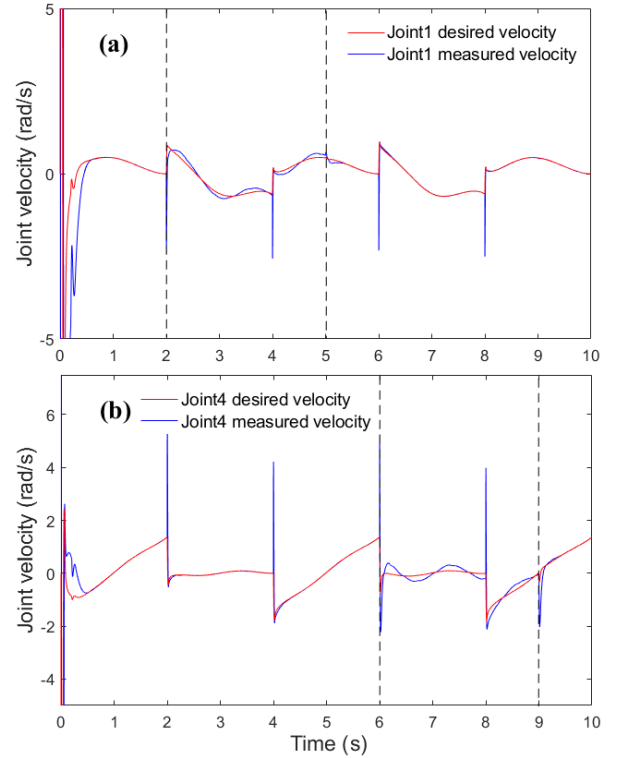 (a)
Joint1 desired velocity
Joint1 measured velocity
Joint velocity (rad/s)
5
0
-5
0 1 2 3 4 5 6 7 8 9 10
(b)
Joint4 desired velocity
Joint4 measured velocity
Joint velocity (rad/s)
6
4
2
0
-2
-4
0 1 2 3 4 5 6 7 8 9 10
Time (s)